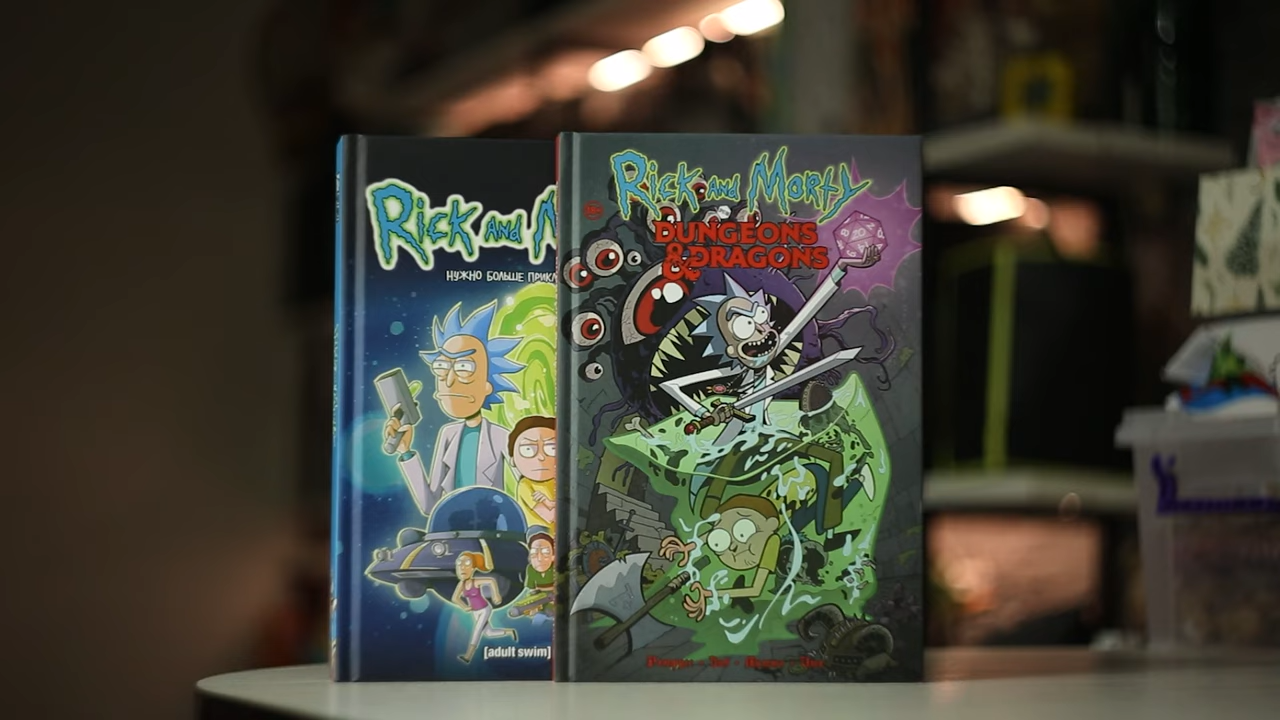 Rick and M
нужно больше прикл
[adult swim]
Rick and Morty
Dungeons
& Dragons